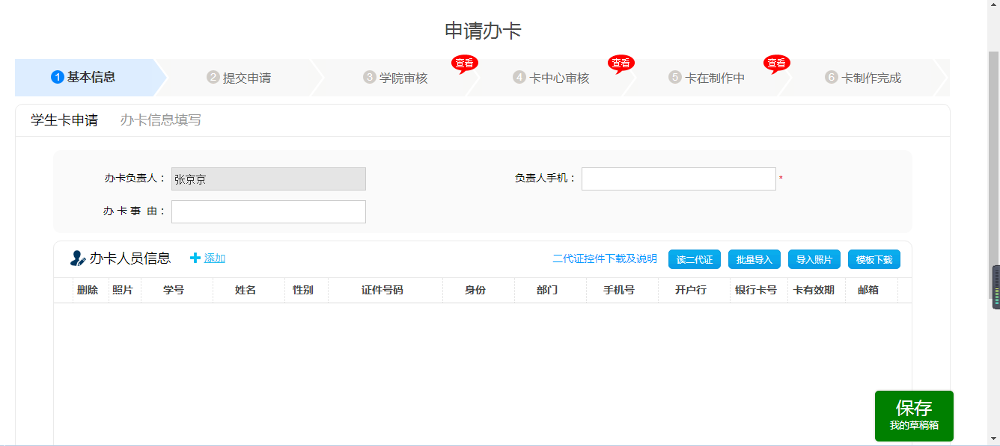 申请办卡
查看 查看 查看
1 基本信息 2 提交申请 3 学院审核 4 卡中心审核 5 卡在制作中 6 卡制作完成
学生卡申请 办卡信息填写
办卡负责人： 张京京 负责人手机： *
办 卡 事 由：
办卡人员信息 添加 二代证控件下载及说明 读二代证 批量导入 导入照片 模板下载
删除 照片 学号 姓名 性别 证件号码 身份 部门 手机号 开户行 银行卡号 卡有效期 邮箱
保存
我的草稿箱